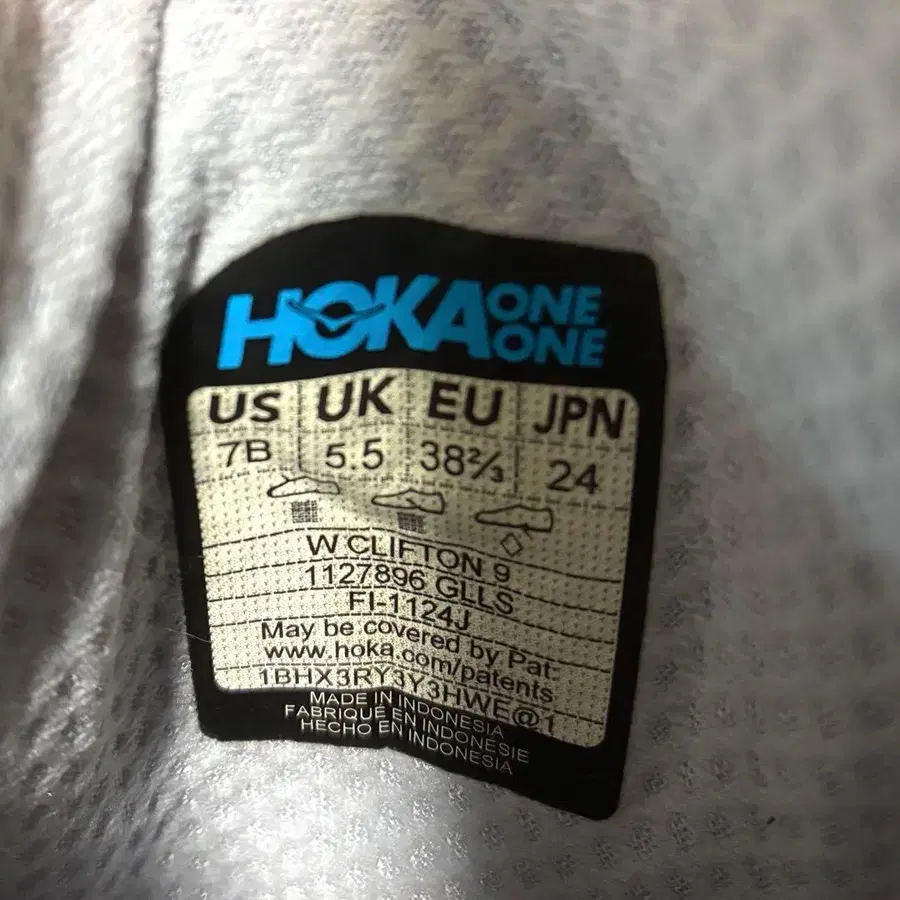 HOKA ONE ONE
US UK EU JPN
7B 5.5 38⅔ 24
W CLIFTON 9
1127896 GLLS
FI-1124J
May be covered by Pat:
www.hoka.com/patents
1BHX3RY3Y3HWE@1
MADE IN INDONESIA
FABRIQUÉ EN INDONESIE
HECHO EN INDONESIA